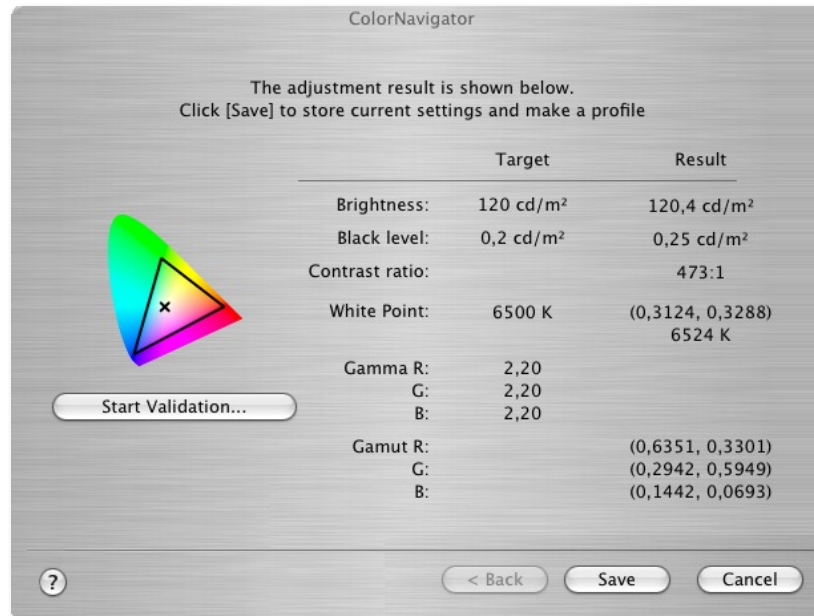 ColorNavigator
The adjustment result is shown below.
Click [Save] to store current settings and make a profile
Target Result
Brightness: 120 cd/m² 120,4 cd/m²
Black level: 0,2 cd/m² 0,25 cd/m²
Contrast ratio: 473:1
White Point: 6500 K (0,3124, 0,3288)
6524 K
Gamma R: 2,20
G: 2,20
B: 2,20
Start Validation...
Gamut R: (0,6351, 0,3301)
G: (0,2942, 0,5949)
B: (0,1442, 0,0693)
? < Back Save Cancel